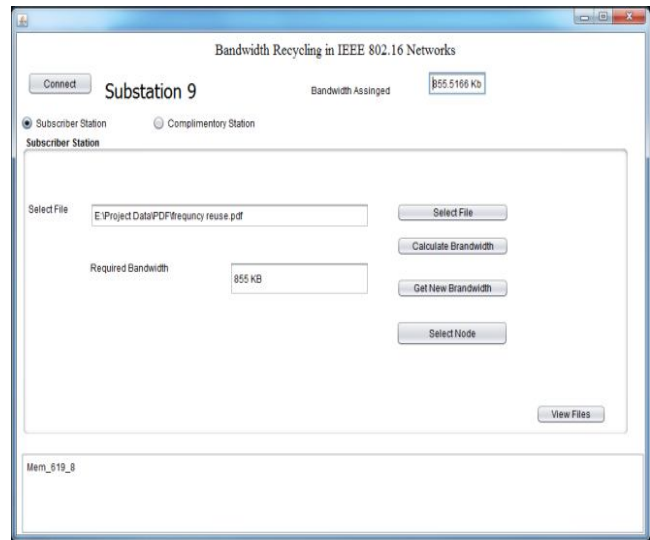 Bandwidth Recycling in IEEE 802.16 Networks
Connect
Substation 9
Bandwidth Assinged
855.5166 Kb
Subscriber Station
Complimentory Station
Subscriber Station
Select File
E:\Project Data\PDF\frequncy reuse.pdf
Select File
Calculate Brandwidth
Required Bandwidth
855 KB
Get New Brandwidth
Select Node
View Files
Mem_619_8